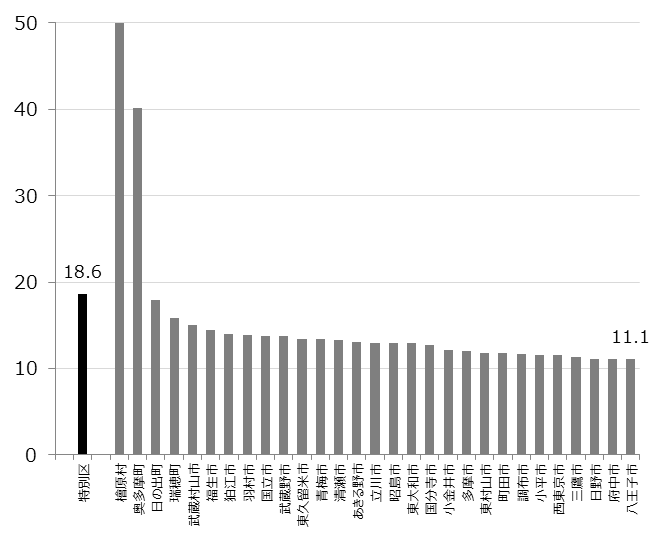 50
40
30
20
10
0
18.6
11.1
特別区
檜原村
奥多摩町
日の出町
瑞穂町
武蔵村山市
福生市
狛江市
羽村市
国立市
武蔵野市
東久留米市
青梅市
清瀬市
あきる野市
立川市
昭島市
東大和市
国分寺市
小金井市
多摩市
東村山市
町田市
調布市
小平市
西東京市
三鷹市
日野市
府中市
八王子市